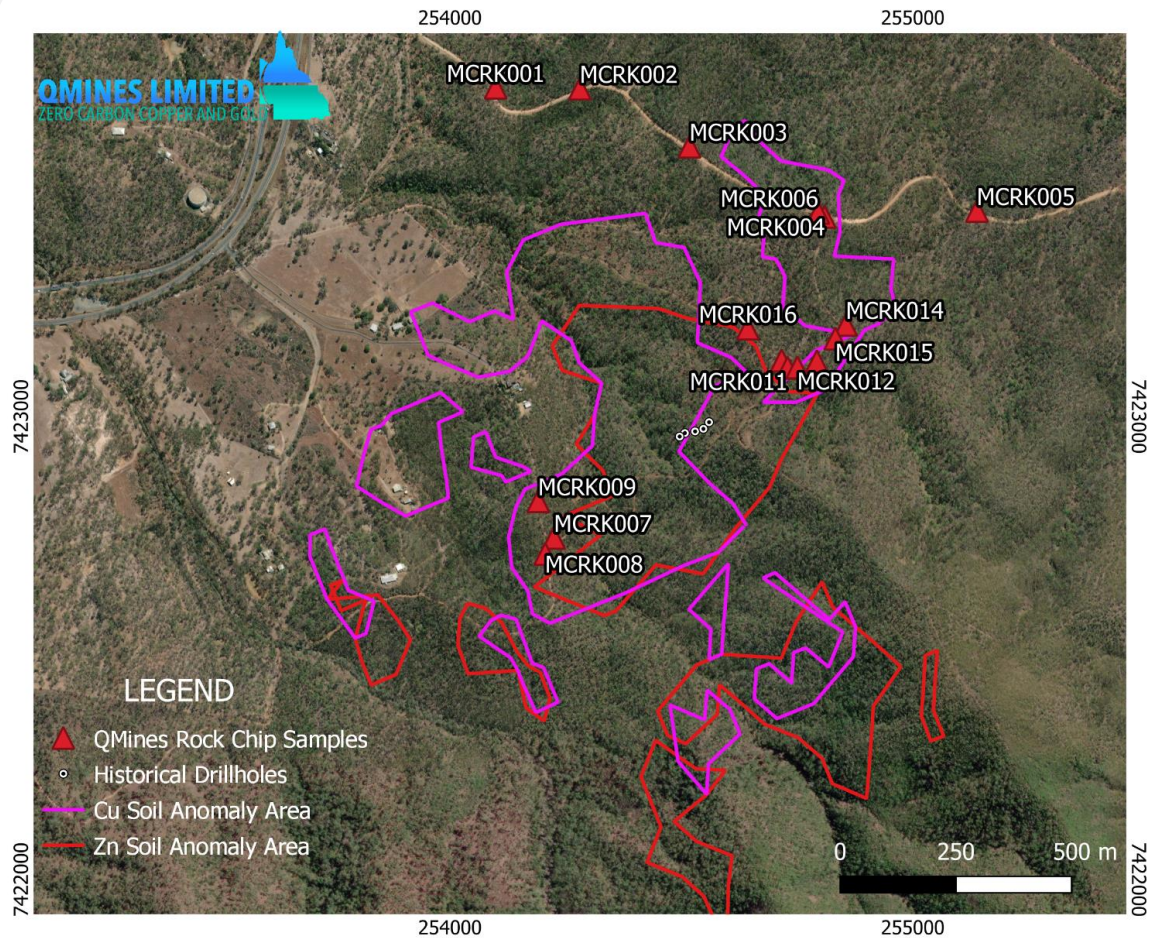 254000
255000
QMINES LIMITED
ZERO CARBON COPPER AND GOLD
MCRK001
MCRK002
MCRK003
MCRK006
MCRK005
MCRK004
MCRK016
MCRK014
MCRK015
MCRK011
MCRK012
7423000
7423000
MCRK009
MCRK007
MCRK008
LEGEND
QMines Rock Chip Samples
Historical Drillholes
Cu Soil Anomaly Area
Zn Soil Anomaly Area
0
250
500 m
7422000
7422000
254000
255000